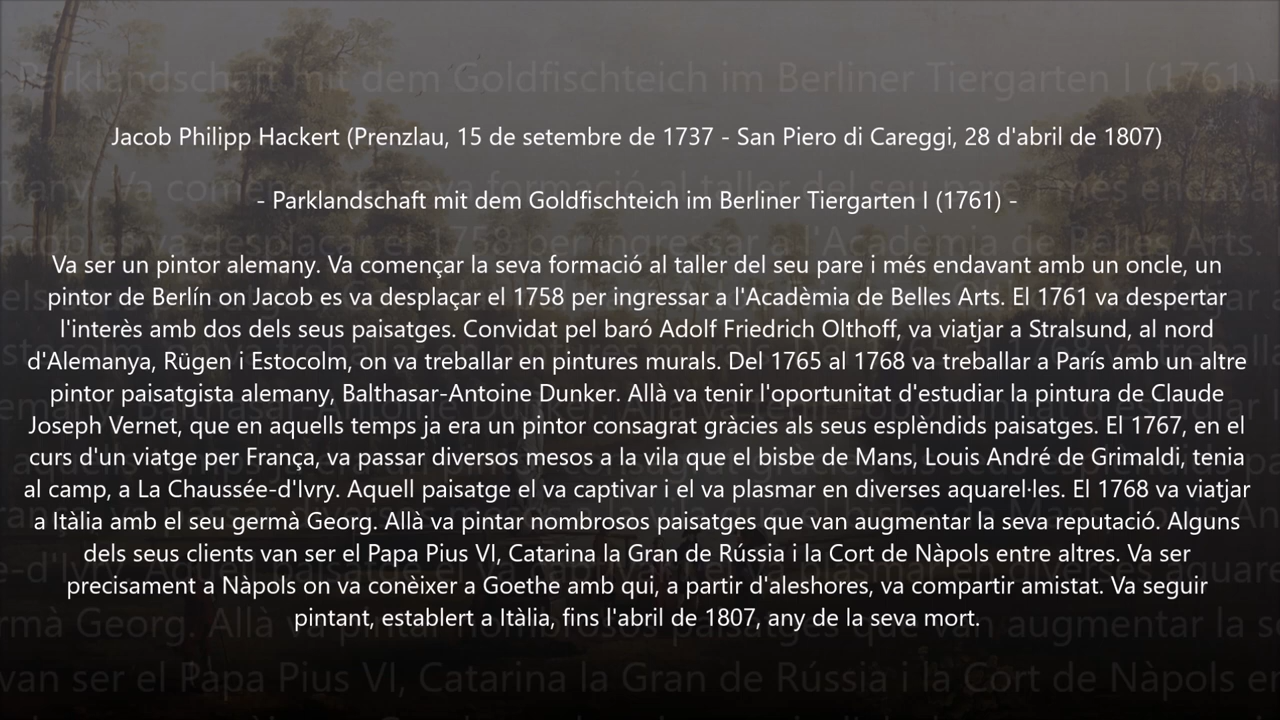 Jacob Philipp Hackert (Prenzlau, 15 de setembre de 1737 - San Piero di Careggi, 28 d'abril de 1807)
- Parklandschaft mit dem Goldfischteich im Berliner Tiergarten I (1761) -
Va ser un pintor alemany. Va començar la seva formació al taller del seu pare i més endavant amb un oncle, un
pintor de Berlín on Jacob es va desplaçar el 1758 per ingressar a l'Acadèmia de Belles Arts. El 1761 va despertar
l'interès amb dos dels seus paisatges. Convidat pel baró Adolf Friedrich Olthoff, va viatjar a Stralsund, al nord
d'Alemanya, Rügen i Estocolm, on va treballar en pintures murals. Del 1765 al 1768 va treballar a París amb un altre
pintor paisatgista alemany, Balthasar-Antoine Dunker. Allà va tenir l'oportunitat d'estudiar la pintura de Claude
Joseph Vernet, que en aquells temps ja era un pintor consagrat gràcies als seus esplèndids paisatges. El 1767, en el
curs d'un viatge per França, va passar diversos mesos a la vila que el bisbe de Mans, Louis André de Grimaldi, tenia
al camp, a La Chaussée-d'Ivry. Aquell paisatge el va captivar i el va plasmar en diverses aquarel·les. El 1768 va viatjar
a Itàlia amb el seu germà Georg. Allà va pintar nombrosos paisatges que van augmentar la seva reputació. Alguns
dels seus clients van ser el Papa Pius VI, Catarina la Gran de Rússia i la Cort de Nàpols entre altres. Va ser
precisament a Nàpols on va conèixer a Goethe amb qui, a partir d'aleshores, va compartir amistat. Va seguir
pintant, establert a Itàlia, fins l'abril de 1807, any de la seva mort.